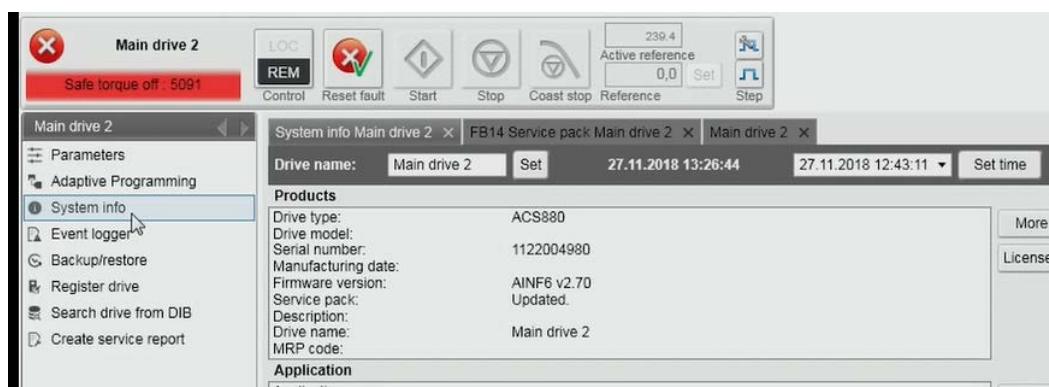 Main drive 2
Safe torque off : 5091
LOC
REM
Control
Reset fault
Start
Stop
Coast stop
239.4
Active reference
0,0
Set
Reference
Step
Main drive 2
Parameters
Adaptive Programming
System info
Event logger
Backup/restore
Register drive
Search drive from DIB
Create service report
System info Main drive 2
FB14 Service pack Main drive 2
Main drive 2
Drive name: Main drive 2 Set 27.11.2018 13:26:44 27.11.2018 12:43:11 Set time
Products
Drive type: ACS880
Drive model:
Serial number: 1122004980
Manufacturing date:
Firmware version: AINF6 v2.70
Service pack: Updated.
Description:
Drive name: Main drive 2
MRP code:
More
License
Application